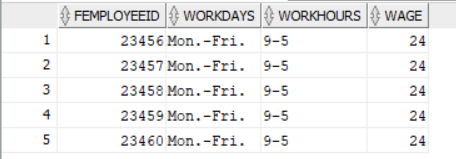 FEMPLOYEEID WORKDAYS WORKHOURS WAGE
1 23456 Mon.-Fri. 9-5 24
2 23457 Mon.-Fri. 9-5 24
3 23458 Mon.-Fri. 9-5 24
4 23459 Mon.-Fri. 9-5 24
5 23460 Mon.-Fri. 9-5 24